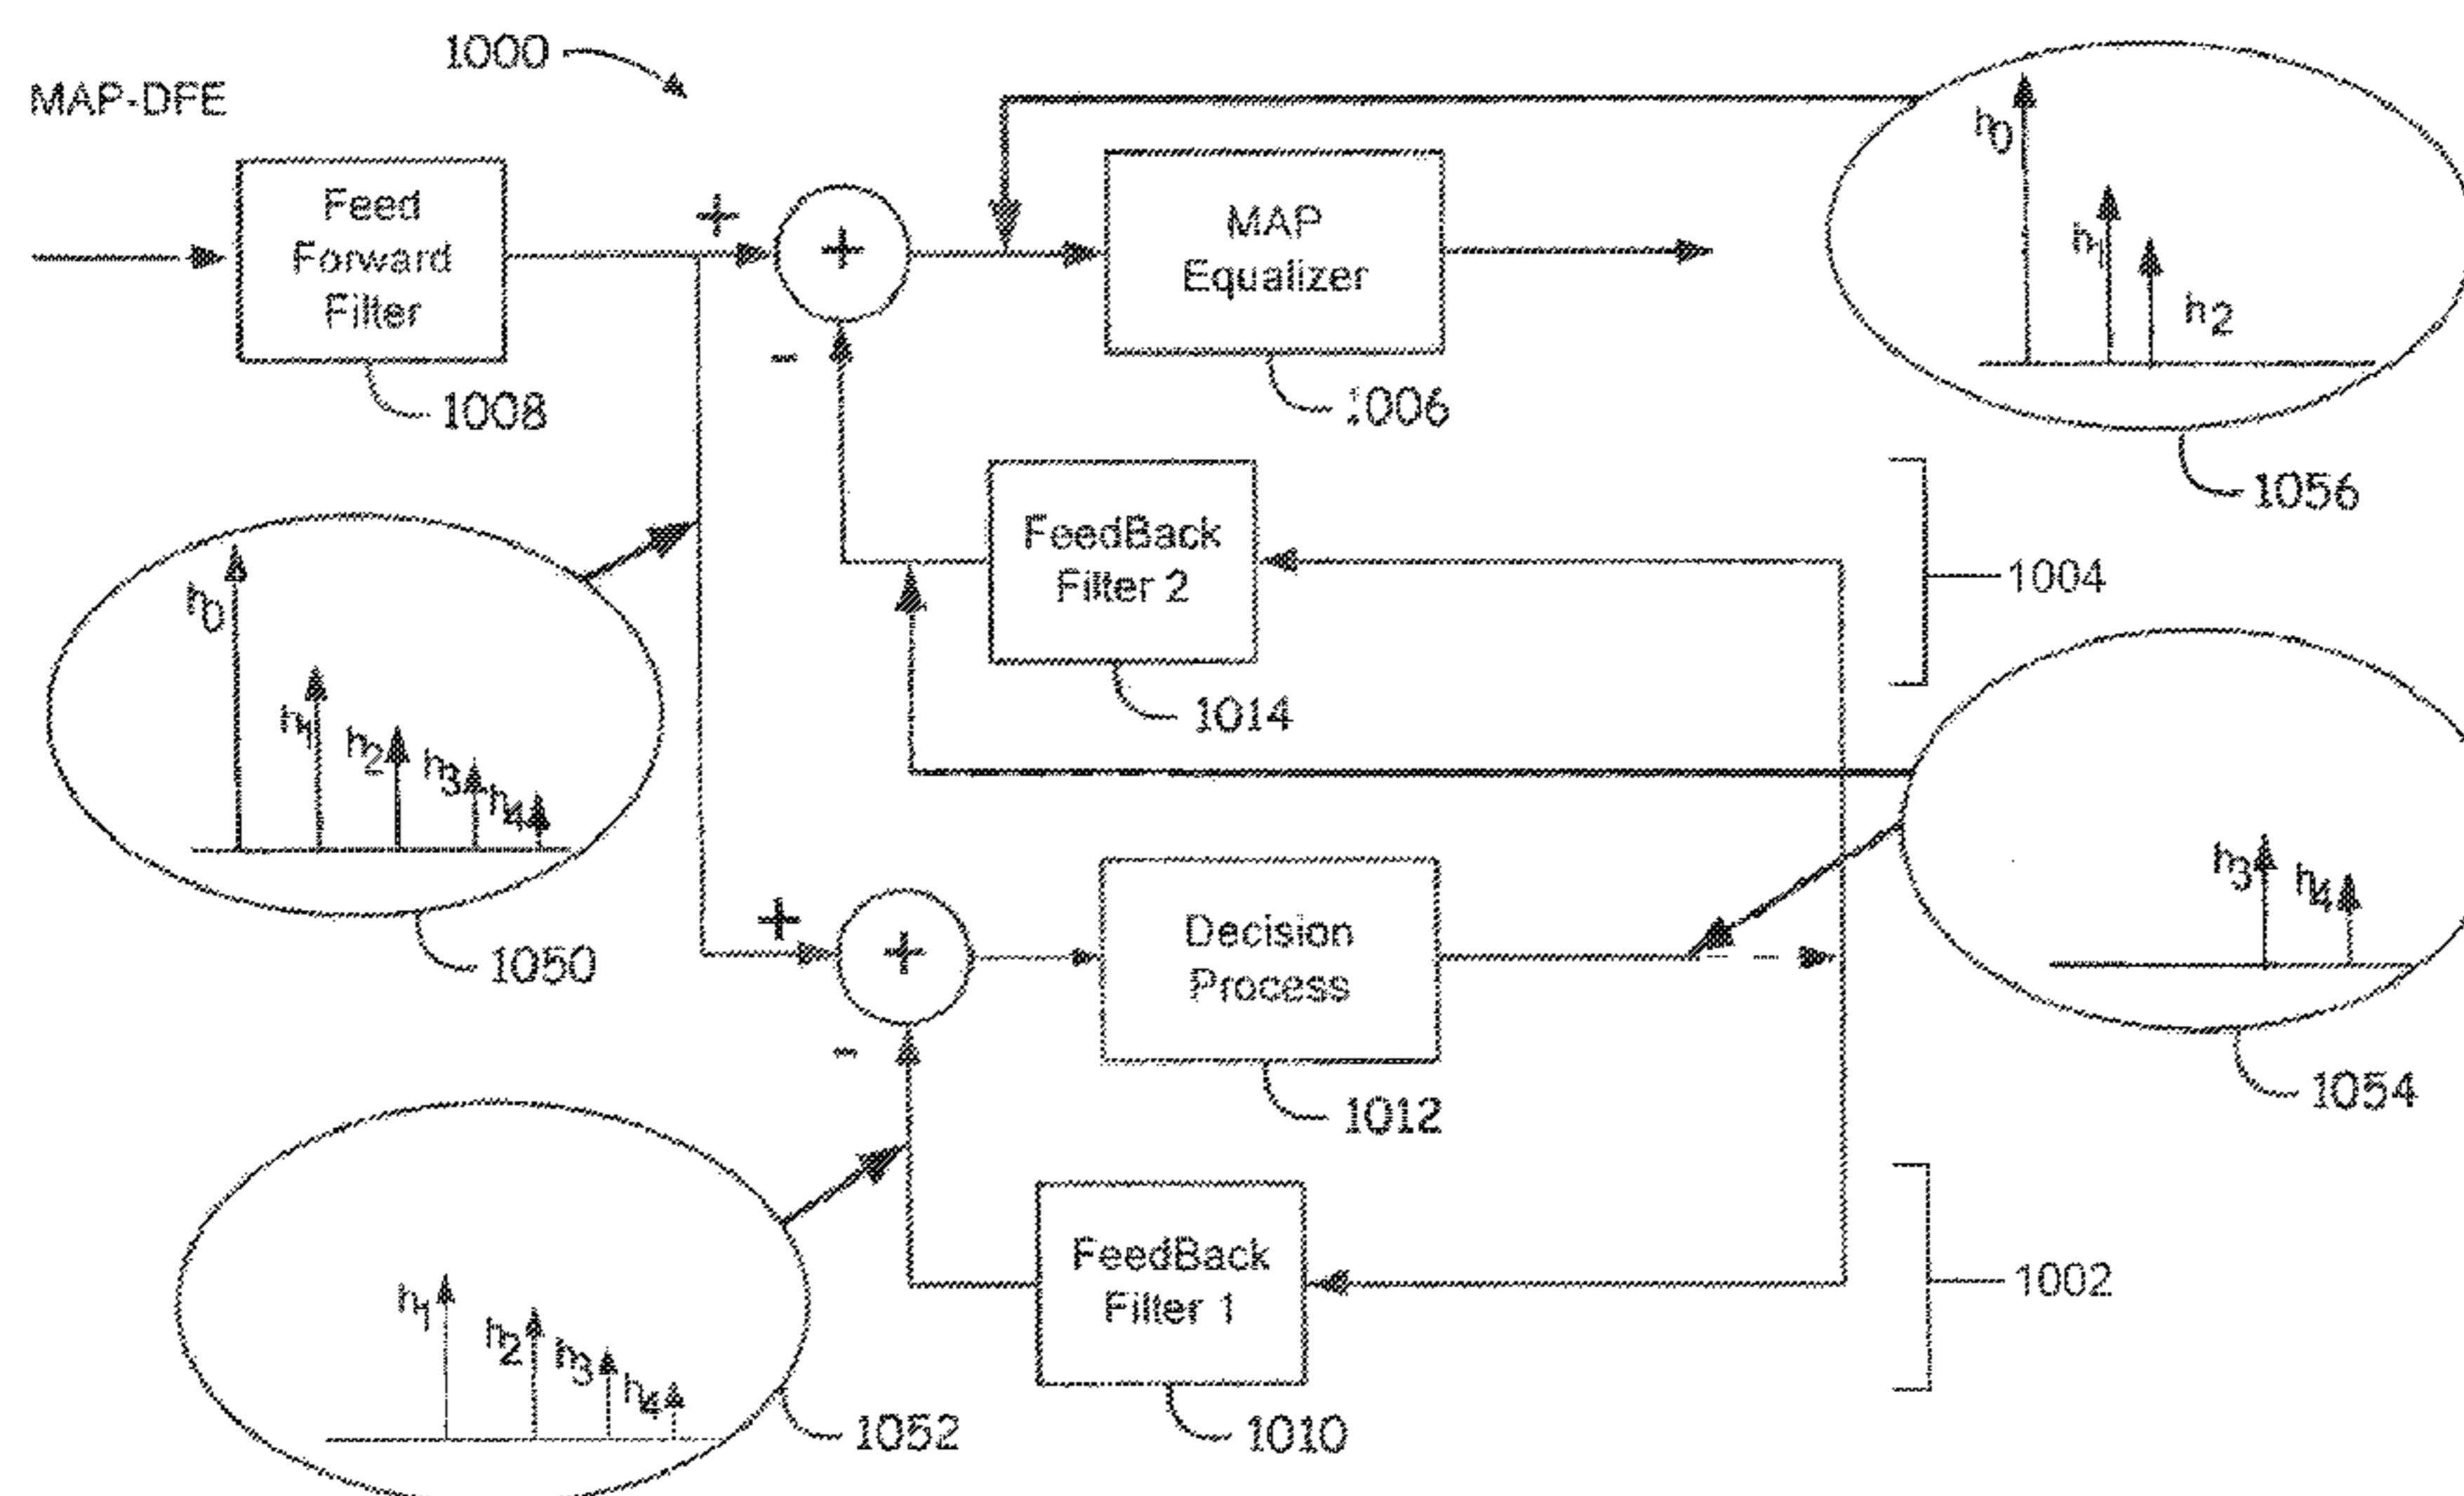 1000
MAP-DFE
Feed
Forward
Filter
1008
+
+
-
MAP
Equalizer
1006
h0
h1
h2
1056
FeedBack
Filter 2
1014
1004
h0
h1
h2
h3
h4
1050
+
+
-
Decision
Process
1012
h3
h4
1054
FeedBack
Filter 1
1010
1002
h1
h2
h3
h4
1052